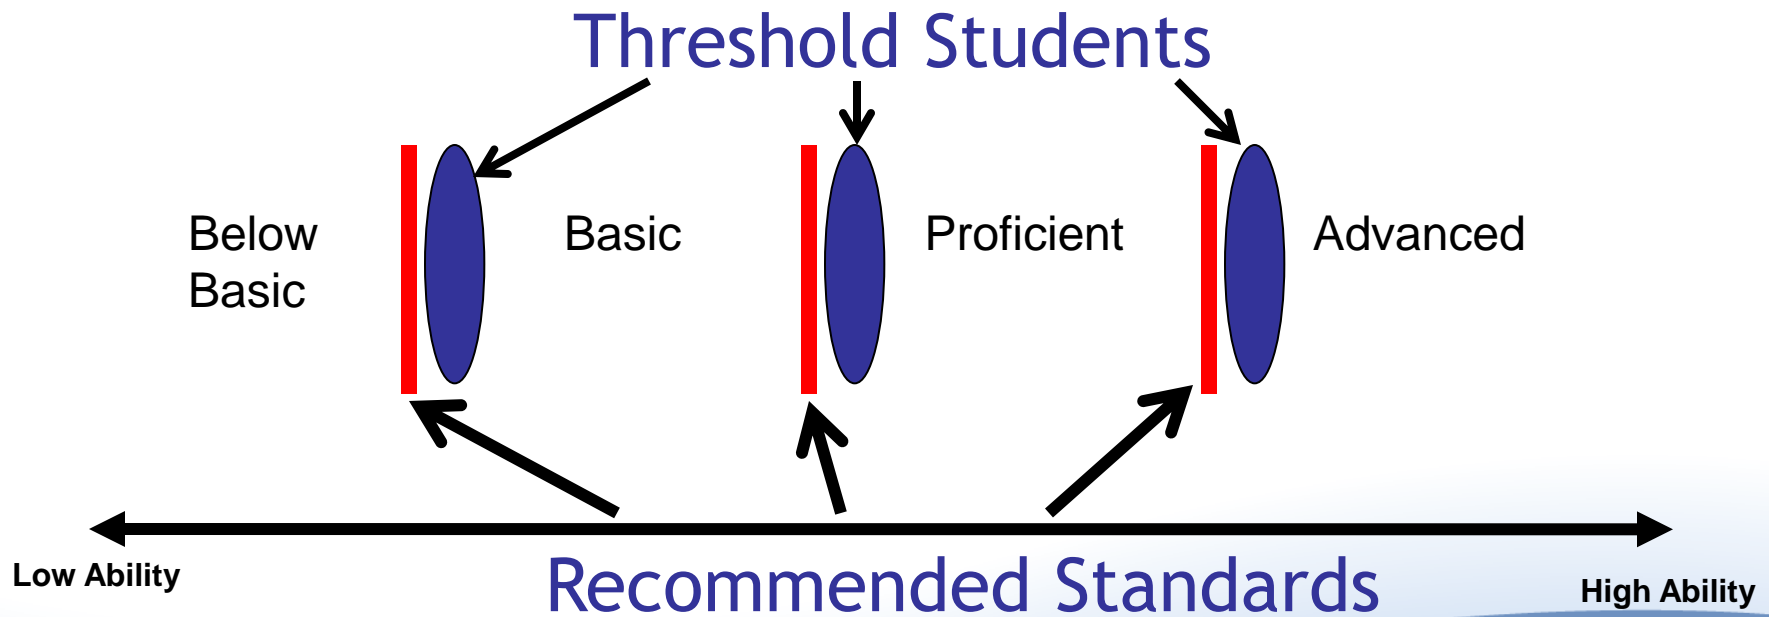 Threshold Students
Below
Basic
Basic
Proficient
Advanced
Low Ability
Recommended Standards
High Ability